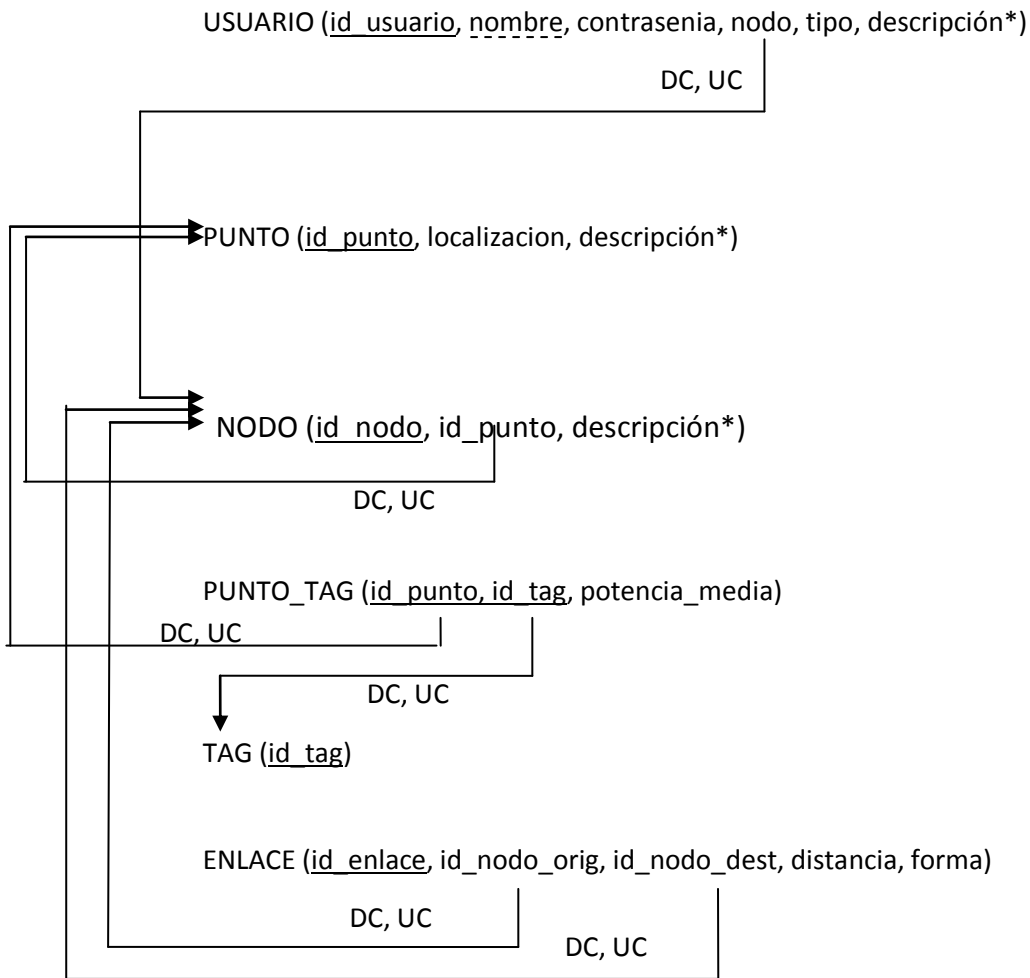 USUARIO (id_usuario, nombre, contrasenia, nodo, tipo, descripción*)
DC, UC
PUNTO (id_punto, localizacion, descripción*)
NODO (id_nodo, id_punto, descripción*)
DC, UC
PUNTO_TAG (id_punto, id_tag, potencia_media)
DC, UC
DC, UC
TAG (id_tag)
ENLACE (id_enlace, id_nodo_orig, id_nodo_dest, distancia, forma)
DC, UC
DC, UC